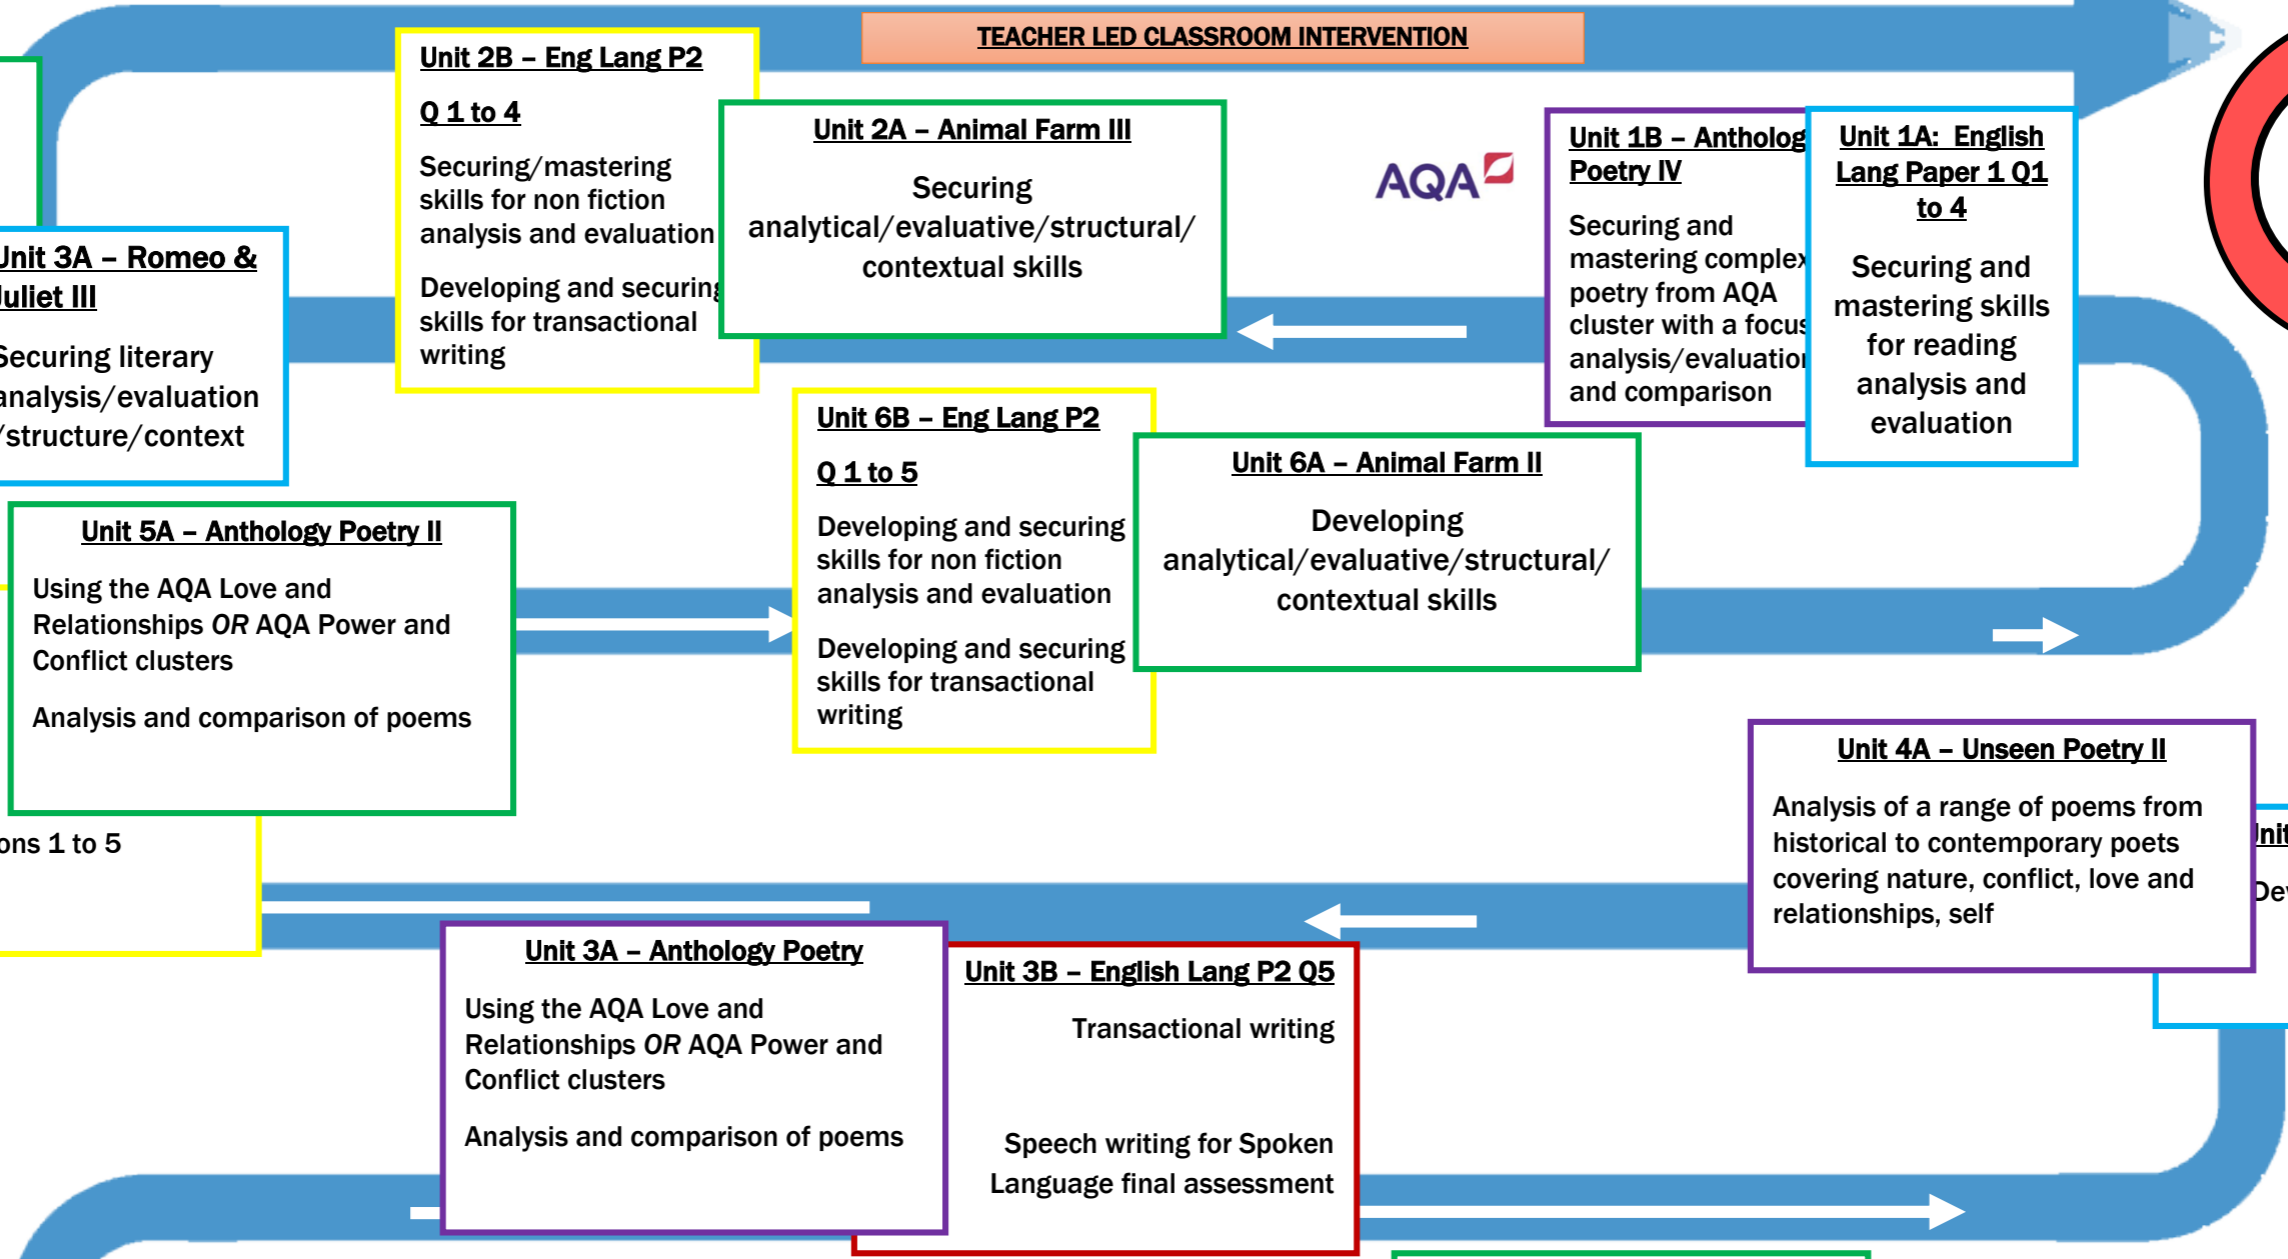 TEACHER LED CLASSROOM INTERVENTION
Unit 2B – Eng Lang P2
Q 1 to 4
Securing/mastering
skills for non fiction
analysis and evaluation
Developing and securing
skills for transactional
writing
Unit 2A – Animal Farm III
Securing
analytical/evaluative/structural/
contextual skills
AQA
Unit 1B – Antholog
Poetry IV
Securing and
mastering complex
poetry from AQA
cluster with a focus
analysis/evaluation
and comparison
Unit 1A: English
Lang Paper 1 Q1
to 4
Securing and
mastering skills
for reading
analysis and
evaluation
Unit 3A – Romeo &
Juliet III
Securing literary
analysis/evaluation
/structure/context
Unit 6B – Eng Lang P2
Q 1 to 5
Developing and securing
skills for non fiction
analysis and evaluation
Developing and securing
skills for transactional
writing
Unit 6A – Animal Farm II
Developing
analytical/evaluative/structural/
contextual skills
Unit 5A – Anthology Poetry II
Using the AQA Love and
Relationships OR AQA Power and
Conflict clusters
Analysis and comparison of poems
ons 1 to 5
Unit 4A – Unseen Poetry II
Analysis of a range of poems from
historical to contemporary poets
covering nature, conflict, love and
relationships, self
Unit 3A – Anthology Poetry
Using the AQA Love and
Relationships OR AQA Power and
Conflict clusters
Analysis and comparison of poems
Unit 3B – English Lang P2 Q5
Transactional writing
Speech writing for Spoken
Language final assessment